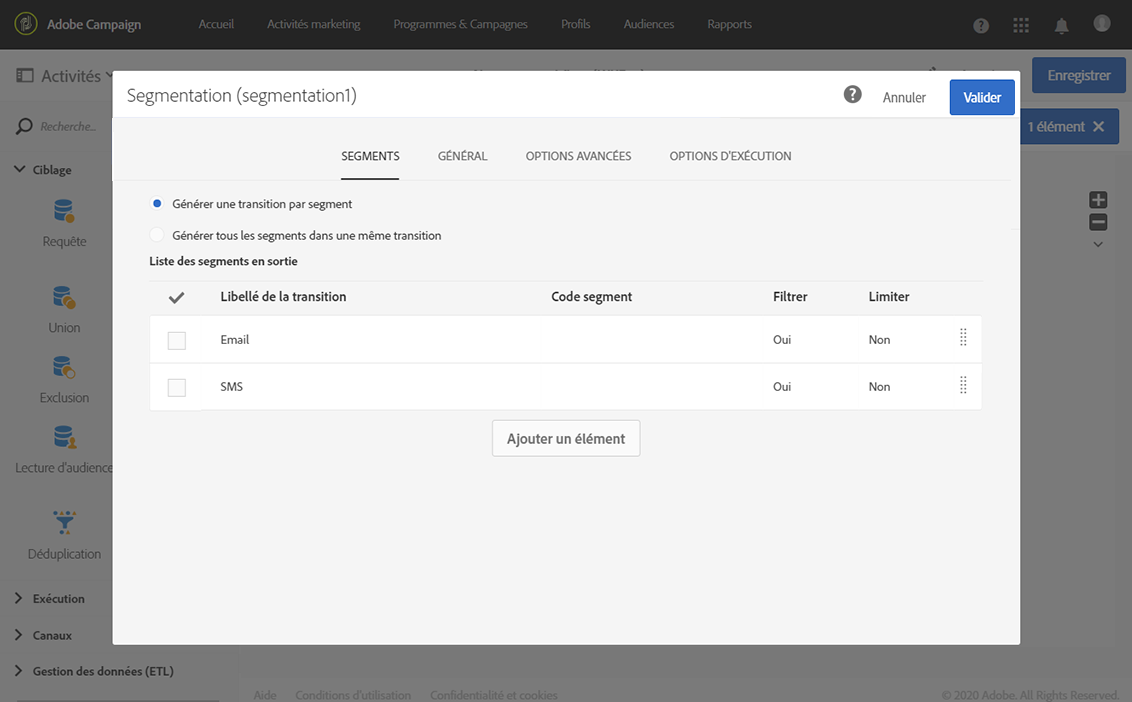 Adobe Campaign Accueil Activités marketing Programmes & Campagnes Profils Audiences Rapports
Activités
Enregistrer
Segmentation (segmentation1) Annuler Valider
Recherche...
1 élément
SEGMENTS GÉNÉRAL OPTIONS AVANCÉES OPTIONS D'EXÉCUTION
Ciblage
Générer une transition par segment
Requête
Générer tous les segments dans une même transition
Liste des segments en sortie
Libellé de la transition Code segment Filtrer Limiter
Union
Email Oui Non
SMS Oui Non
Exclusion
Ajouter un élément
Lecture d'audience
Déduplication
Exécution
Canaux
Gestion des données (ETL)
Aide Conditions d'utilisation Confidentialité et cookies © 2020 Adobe. All Rights Reserved.